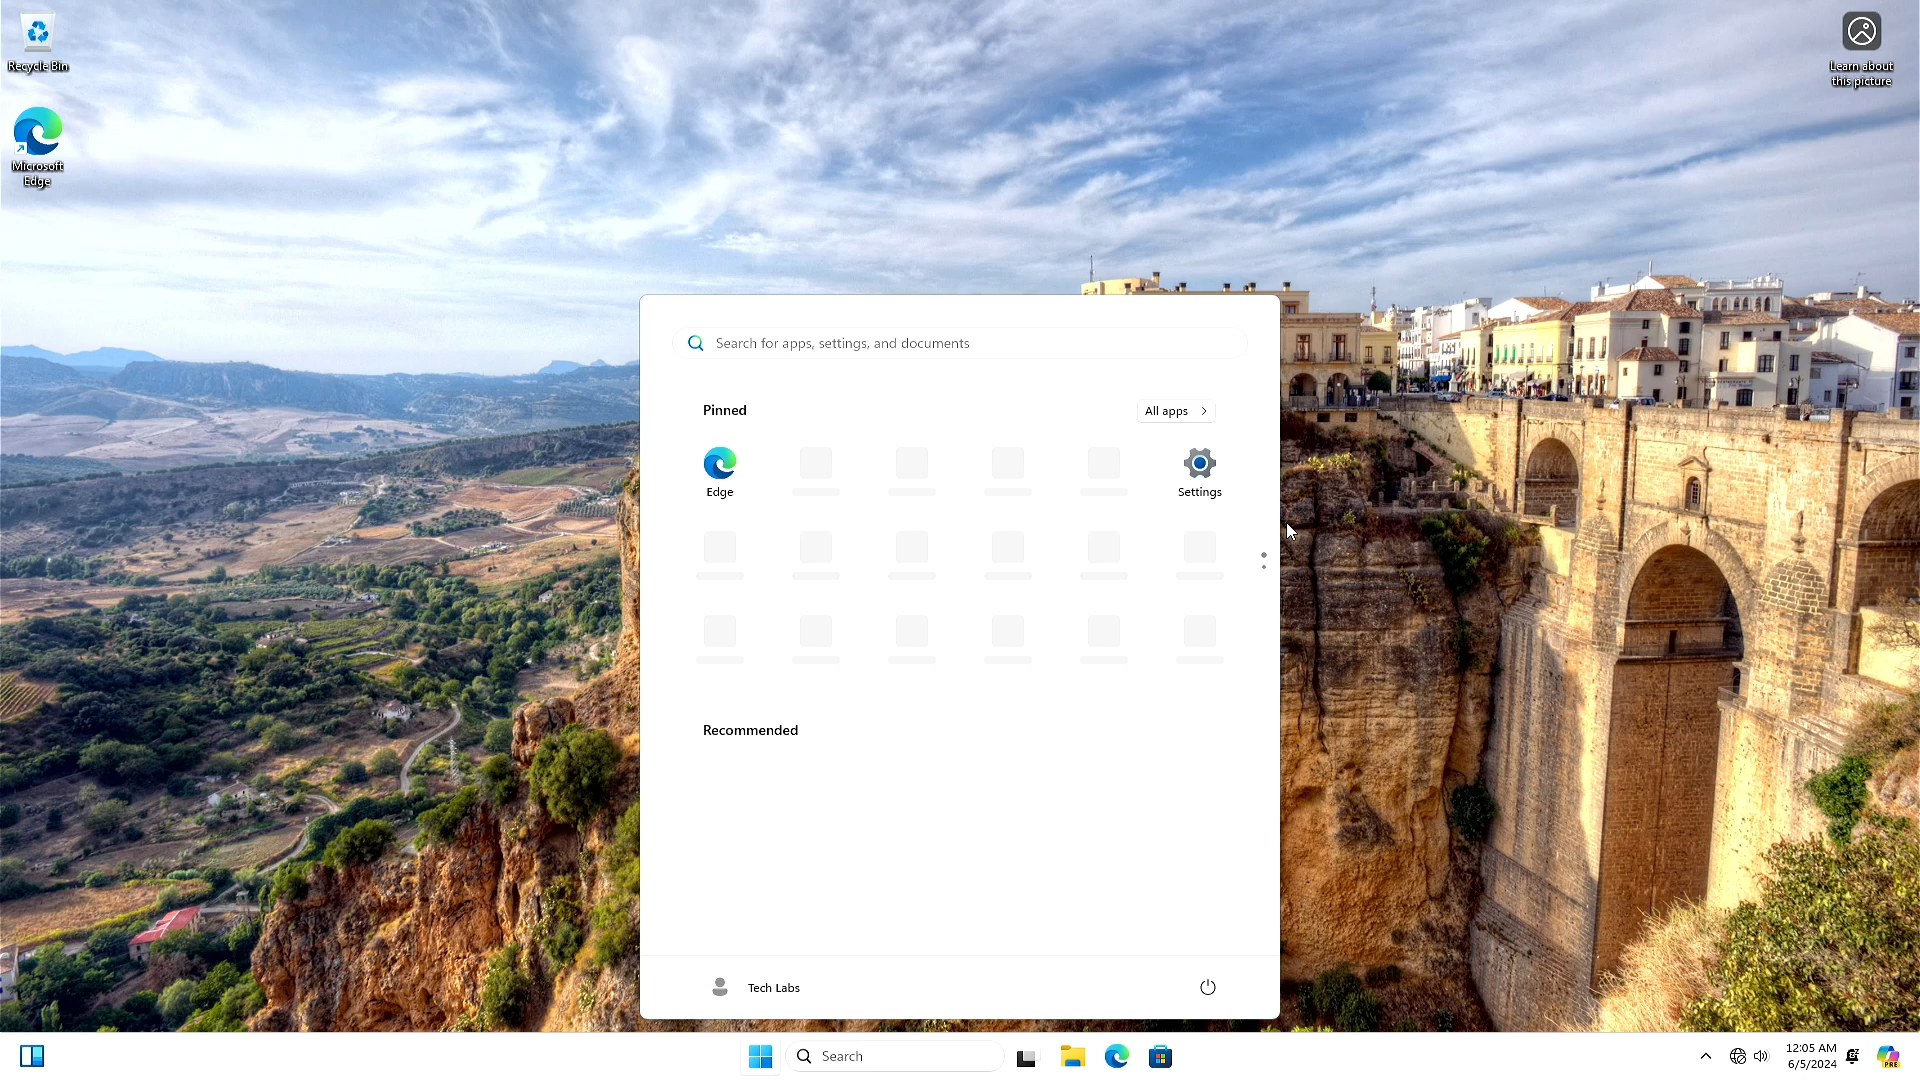 Recycle Bin
Microsoft
Edge
Learn about
this picture
Search for apps, settings, and documents
Pinned
All apps
Edge
Settings
Recommended
Tech Labs
Search
12:05 AM
6/5/2024
PRE